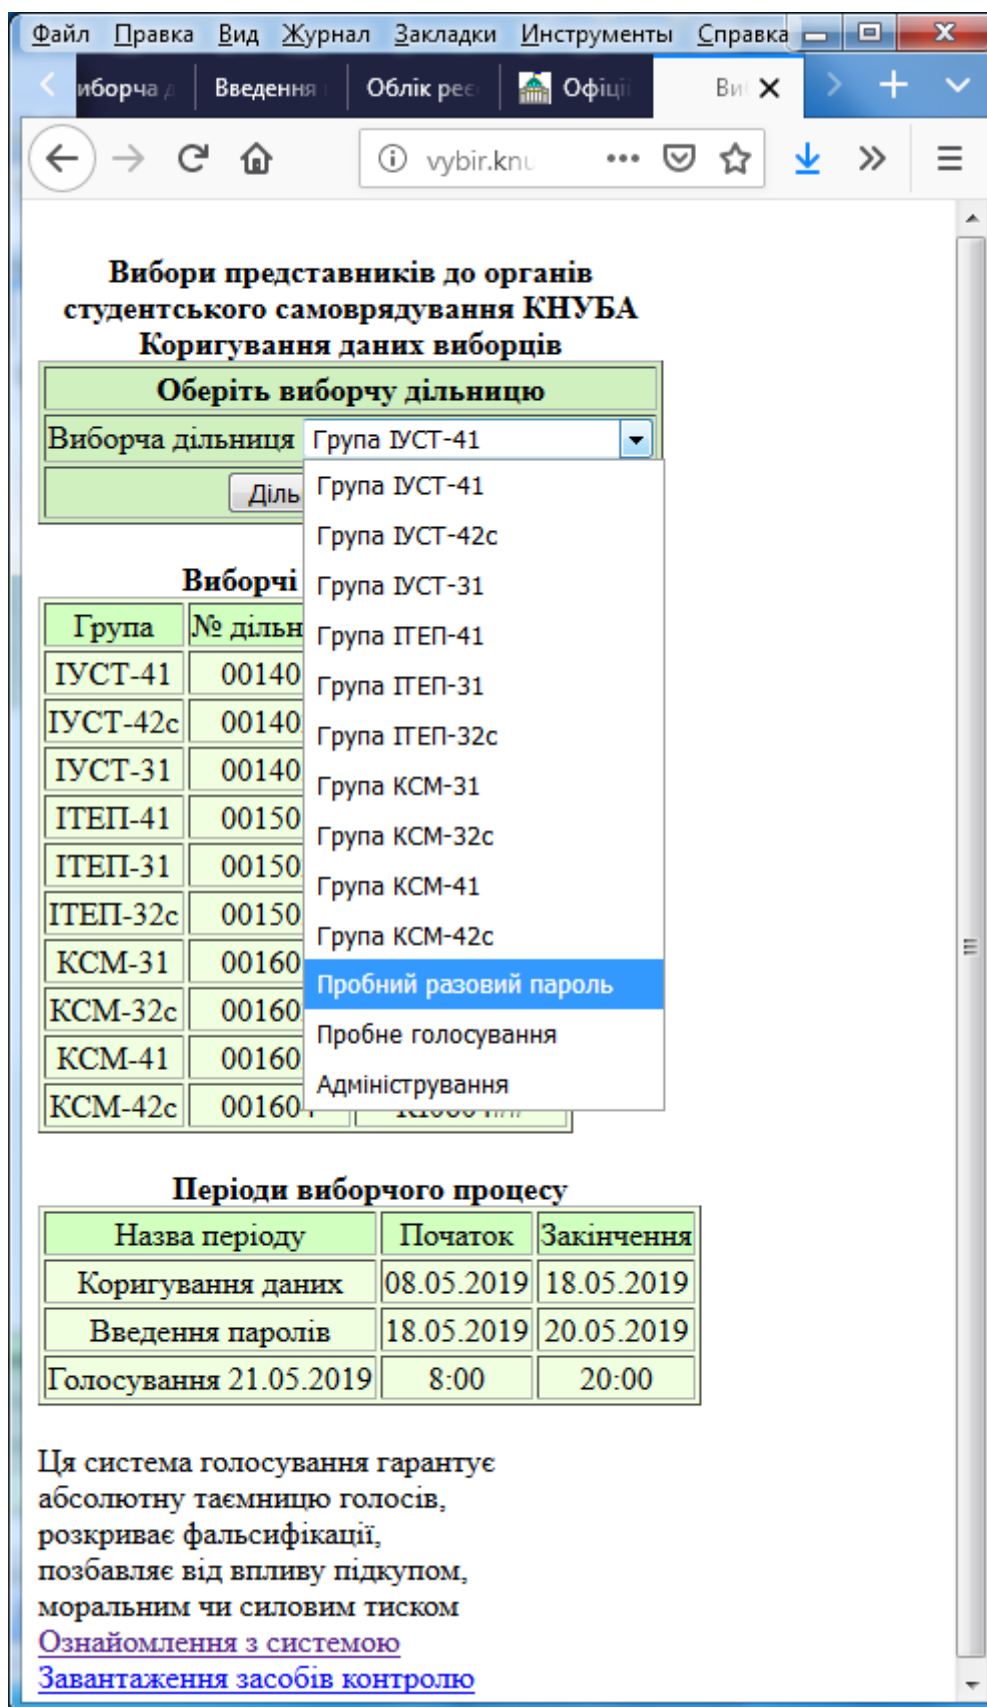 Файл Правка Вид Журнал Закладки Инструменты Справка
иборча Введення Облік реє Офіції Ви
vybir.knu
Вибори представників до органів
студентського самоврядування КНУБА
Коригування даних виборців
Оберіть виборчу дільницю
Виборча дільниця Група ІУСТ-41
Діль
Група ІУСТ-41
Група ІУСТ-42с
Група ІУСТ-31
Група ІТЕП-41
Група ІТЕП-31
Група ІТЕП-32с
Група КСМ-31
Група КСМ-32с
Група КСМ-41
Група КСМ-42с
Пробний разовий пароль
Пробне голосування
Адміністрування
Виборчі
Група № дільн
ІУСТ-41 00140
ІУСТ-42с 00140
ІУСТ-31 00140
ІТЕП-41 00150
ІТЕП-31 00150
ІТЕП-32с 00150
КСМ-31 00160
КСМ-32с 00160
КСМ-41 00160
КСМ-42с 001604
Періоди виборчого процесу
Назва періоду Початок Закінчення
Коригування даних 08.05.2019 18.05.2019
Введення паролів 18.05.2019 20.05.2019
Голосування 21.05.2019 8:00 20:00
Ця система голосування гарантує
абсолютну таємницю голосів,
розкриває фальсифікації,
позбавляє від впливу підкупом,
моральним чи силовим тиском
Ознайомлення з системою
Завантаження засобів контролю